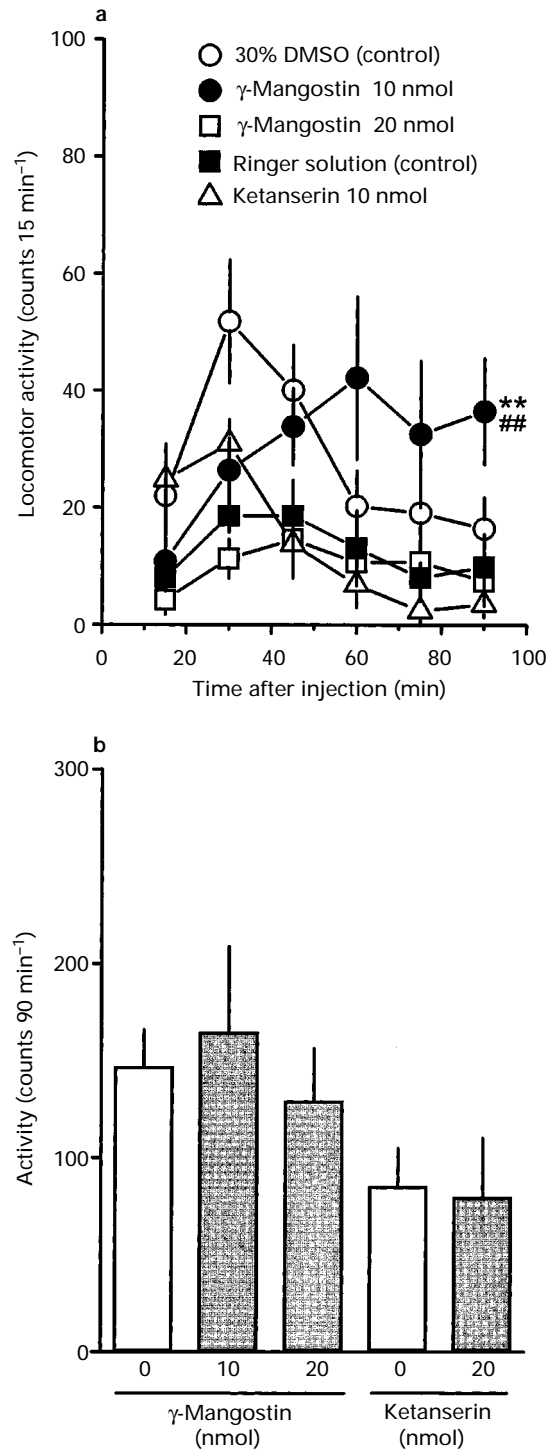 a
100
80
60
40
20
0
Locomotor activity (counts 15 min⁻¹)
30% DMSO (control)
γ-Mangostin 10 nmol
γ-Mangostin 20 nmol
Ringer solution (control)
Ketanserin 10 nmol
**
##
0 20 40 60 80 100
Time after injection (min)
b
300
200
100
0
Activity (counts 90 min⁻¹)
0 10 20 0 20
γ-Mangostin Ketanserin
(nmol) (nmol)